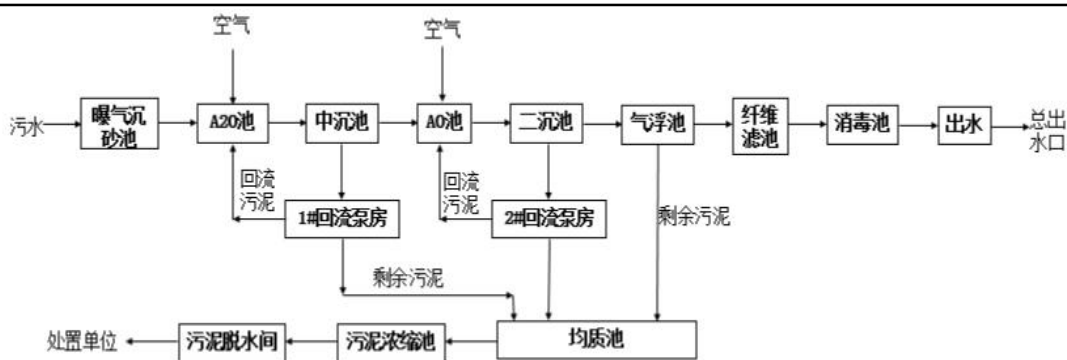 空气
空气
污水
曝气沉
砂池
A2O池
中沉池
AO池
二沉池
气浮池
纤维
滤池
消毒池
出水
总出
水口
回流
污泥
1#回流泵房
回流
污泥
2#回流泵房
剩余污泥
剩余污泥
处置单位
污泥脱水间
污泥浓缩池
均质池